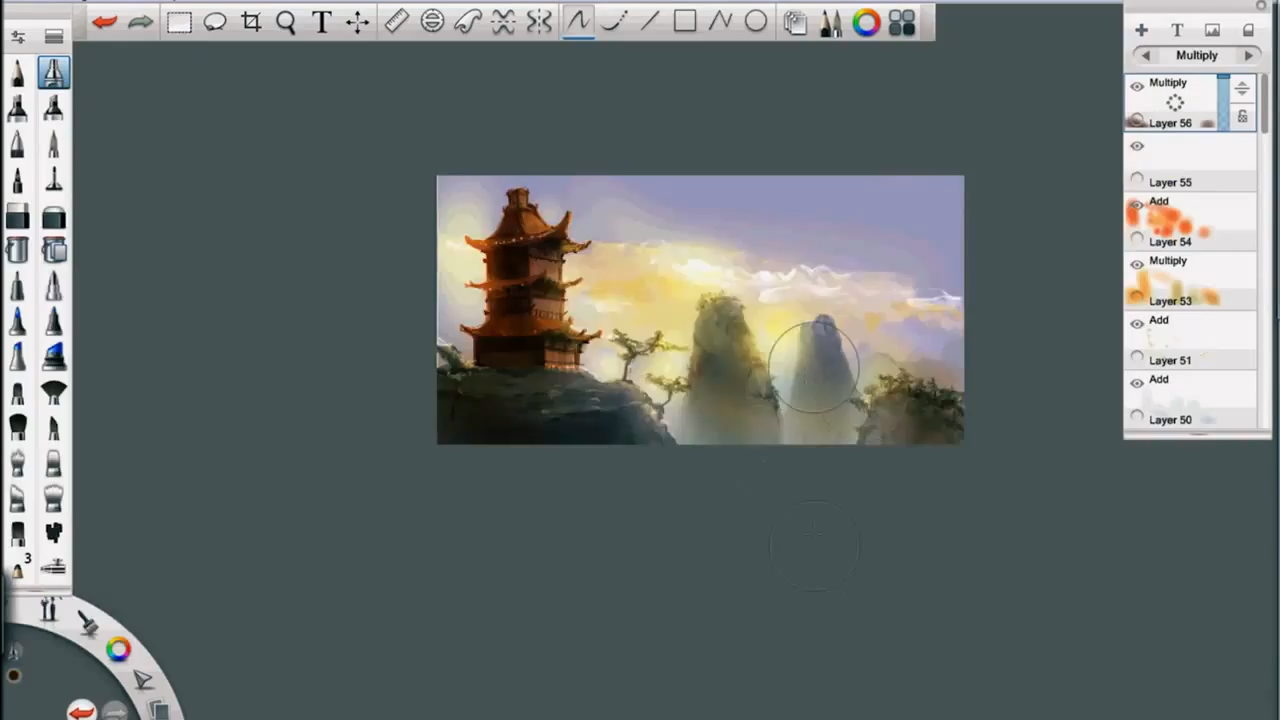 T
T
Multiply
Multiply
Layer 56
Layer 55
Add
Layer 54
Multiply
Layer 53
Add
Layer 51
Add
Layer 50
3